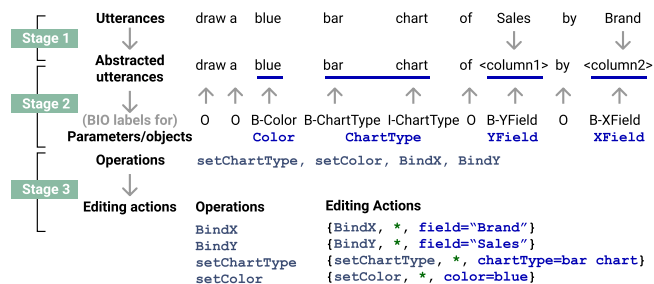 Utterances draw a blue bar chart of Sales by Brand
Stage 1
Abstracted utterances draw a blue bar chart of <column1> by <column2>
Stage 2
(BIO labels for) O O B-Color B-ChartType I-ChartType O B-YField O B-XField
Parameters/objects Color ChartType YField XField
Operations setChartType, setColor, BindX, BindY
Stage 3
Editing actions Operations Editing Actions
BindX {BindX, *, field=“Brand”}
BindY {BindY, *, field=“Sales”}
setChartType {setChartType, *, chartType=bar chart}
setColor {setColor, *, color=blue}